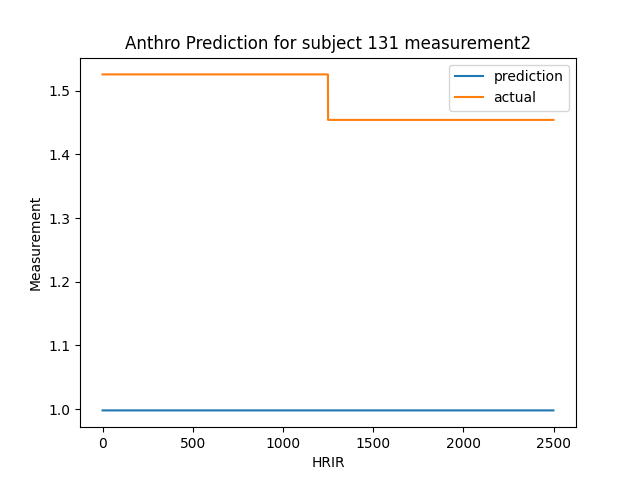 Anthro Prediction for subject 131 measurement2
prediction
actual
Measurement
1.5
1.4
1.3
1.2
1.1
1.0
0
500
1000
1500
2000
2500
HRIR